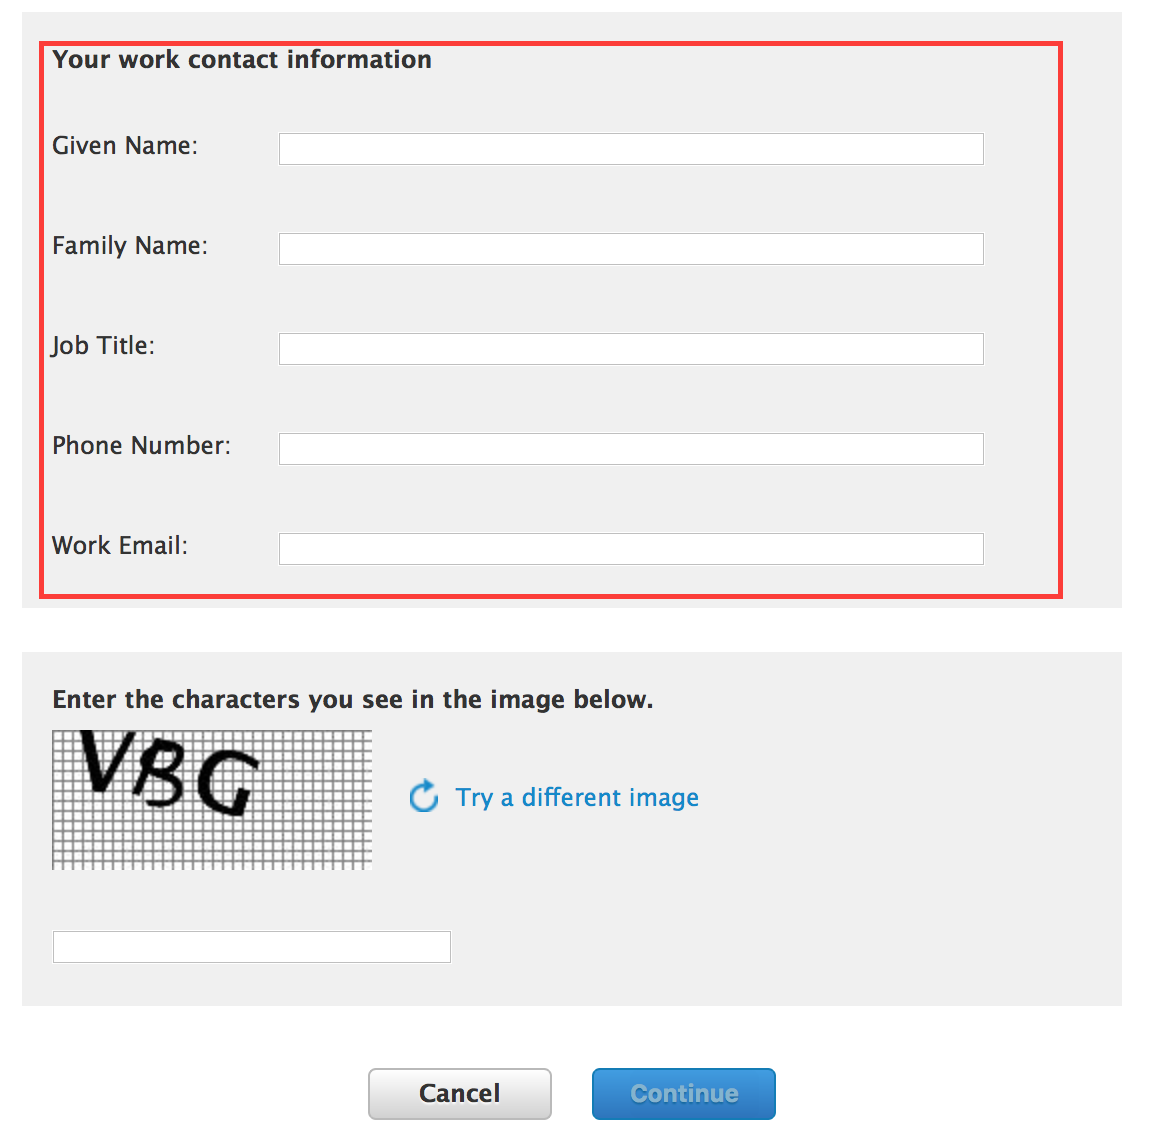 Your work contact information
Given Name:
Family Name:
Job Title:
Phone Number:
Work Email:
Enter the characters you see in the image below.
VBG
Try a different image
Cancel
Continue